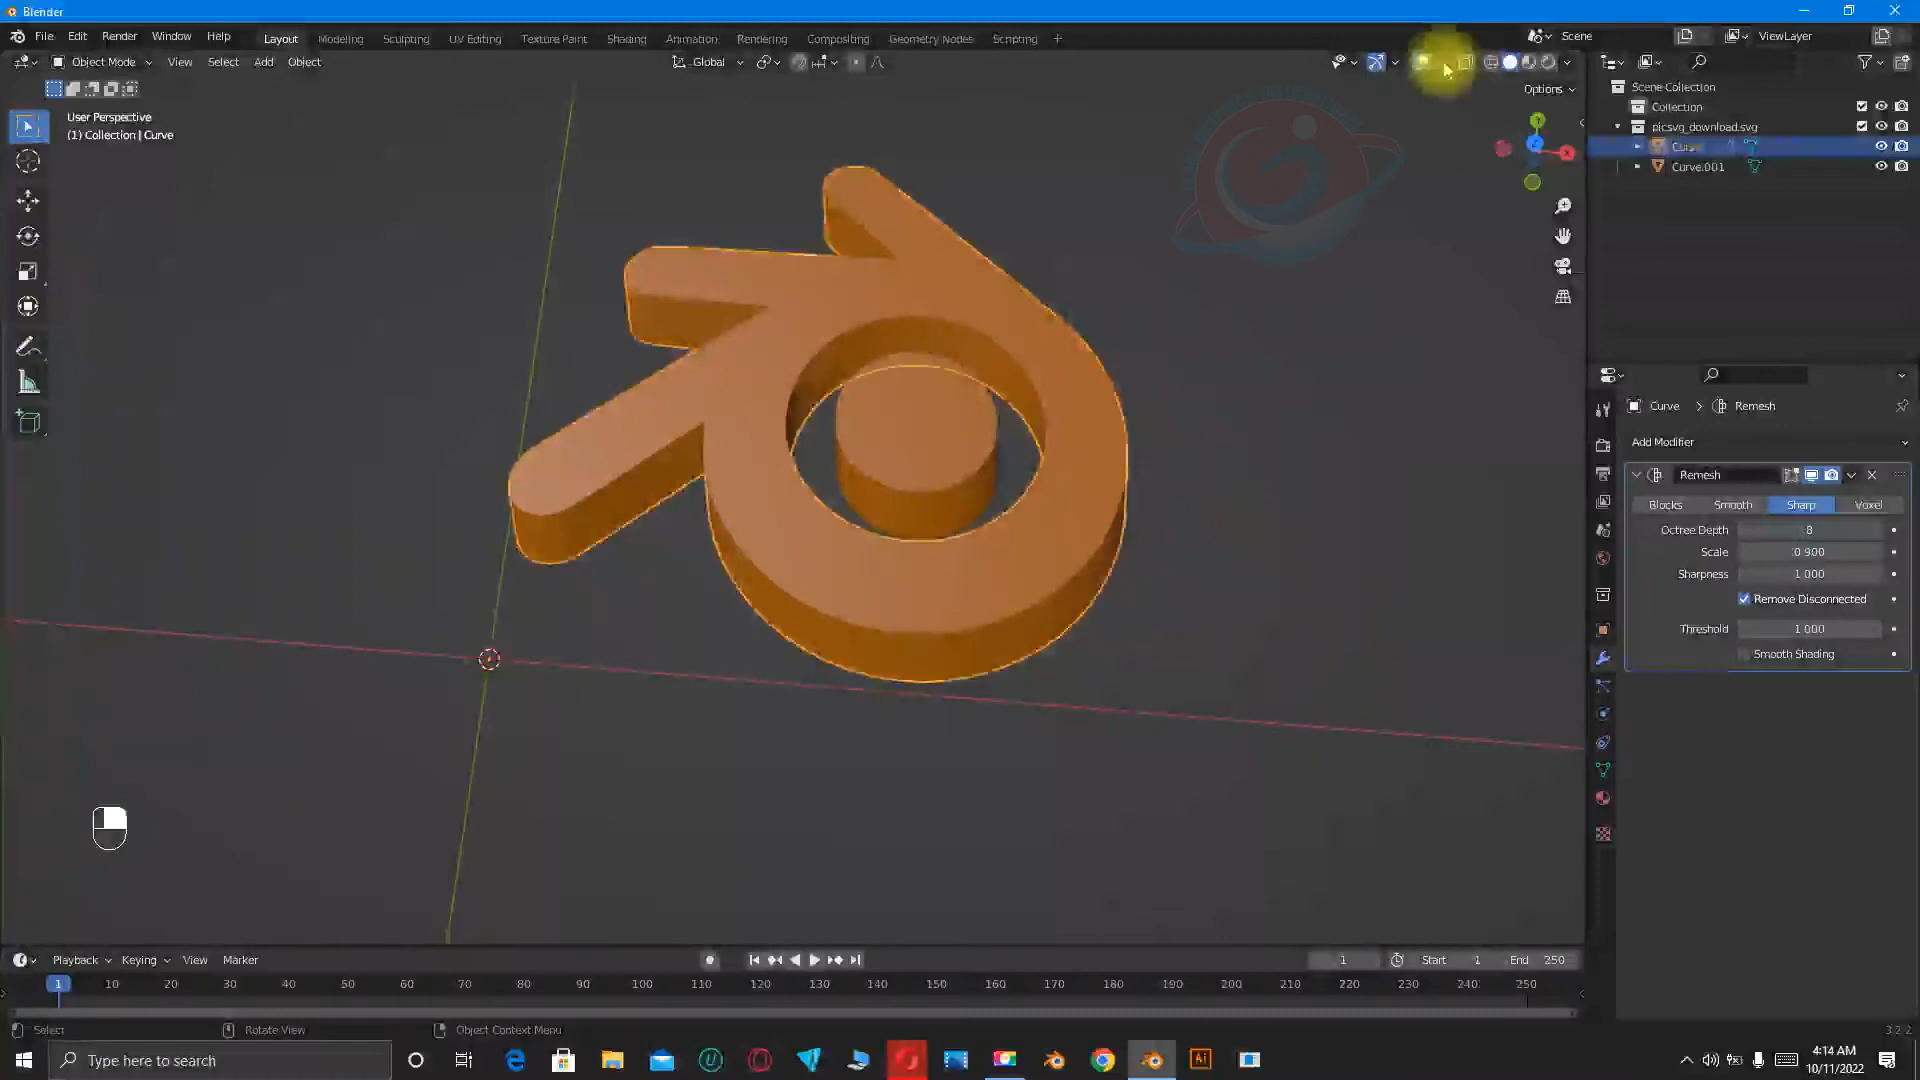 Blender
File Edit Render Window Help Layout Modeling Sculpting UV Editing Texture Paint Shading Animation Rendering Compositing Geometry Nodes Scripting + Scene ViewLayer
Object Mode View Select Add Object Global
Options
User Perspective
(1) Collection | Curve
Scene Collection
Collection
picsvg_download.svg
Curve
Curve.001
Curve > Remesh
Add Modifier
Remesh
Blocks Smooth Sharp Voxel
Octree Depth 8
Scale 0.900
Sharpness 1.000
Remove Disconnected
Threshold 1.000
Smooth Shading
Playback Keying View Marker 1 Start 1 End 250
1 10 20 30 40 50 60 70 80 90 100 110 120 130 140 150 160 170 180 190 200 210 220 230 240 250
Select Rotate View Object Context Menu 3.2.2
Type here to search
Ai
4:14 AM
10/11/2022